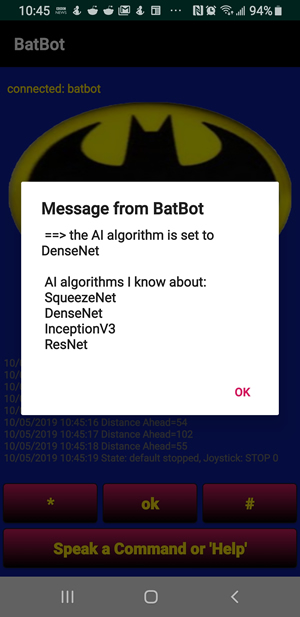 10:45 BBC NEWS ··· 94%
BatBot
connected: batbot
Message from BatBot
==> the AI algorithm is set to
DenseNet
AI algorithms I know about:
SqueezeNet
DenseNet
InceptionV3
ResNet
OK
10/05/2019 10:45:16 Distance Ahead=54
10/05/2019 10:45:17 Distance Ahead=102
10/05/2019 10:45:18 Distance Ahead=55
10/05/2019 10:45:19 State: default stopped, Joystick: STOP 0
*
ok
#
Speak a Command or 'Help'